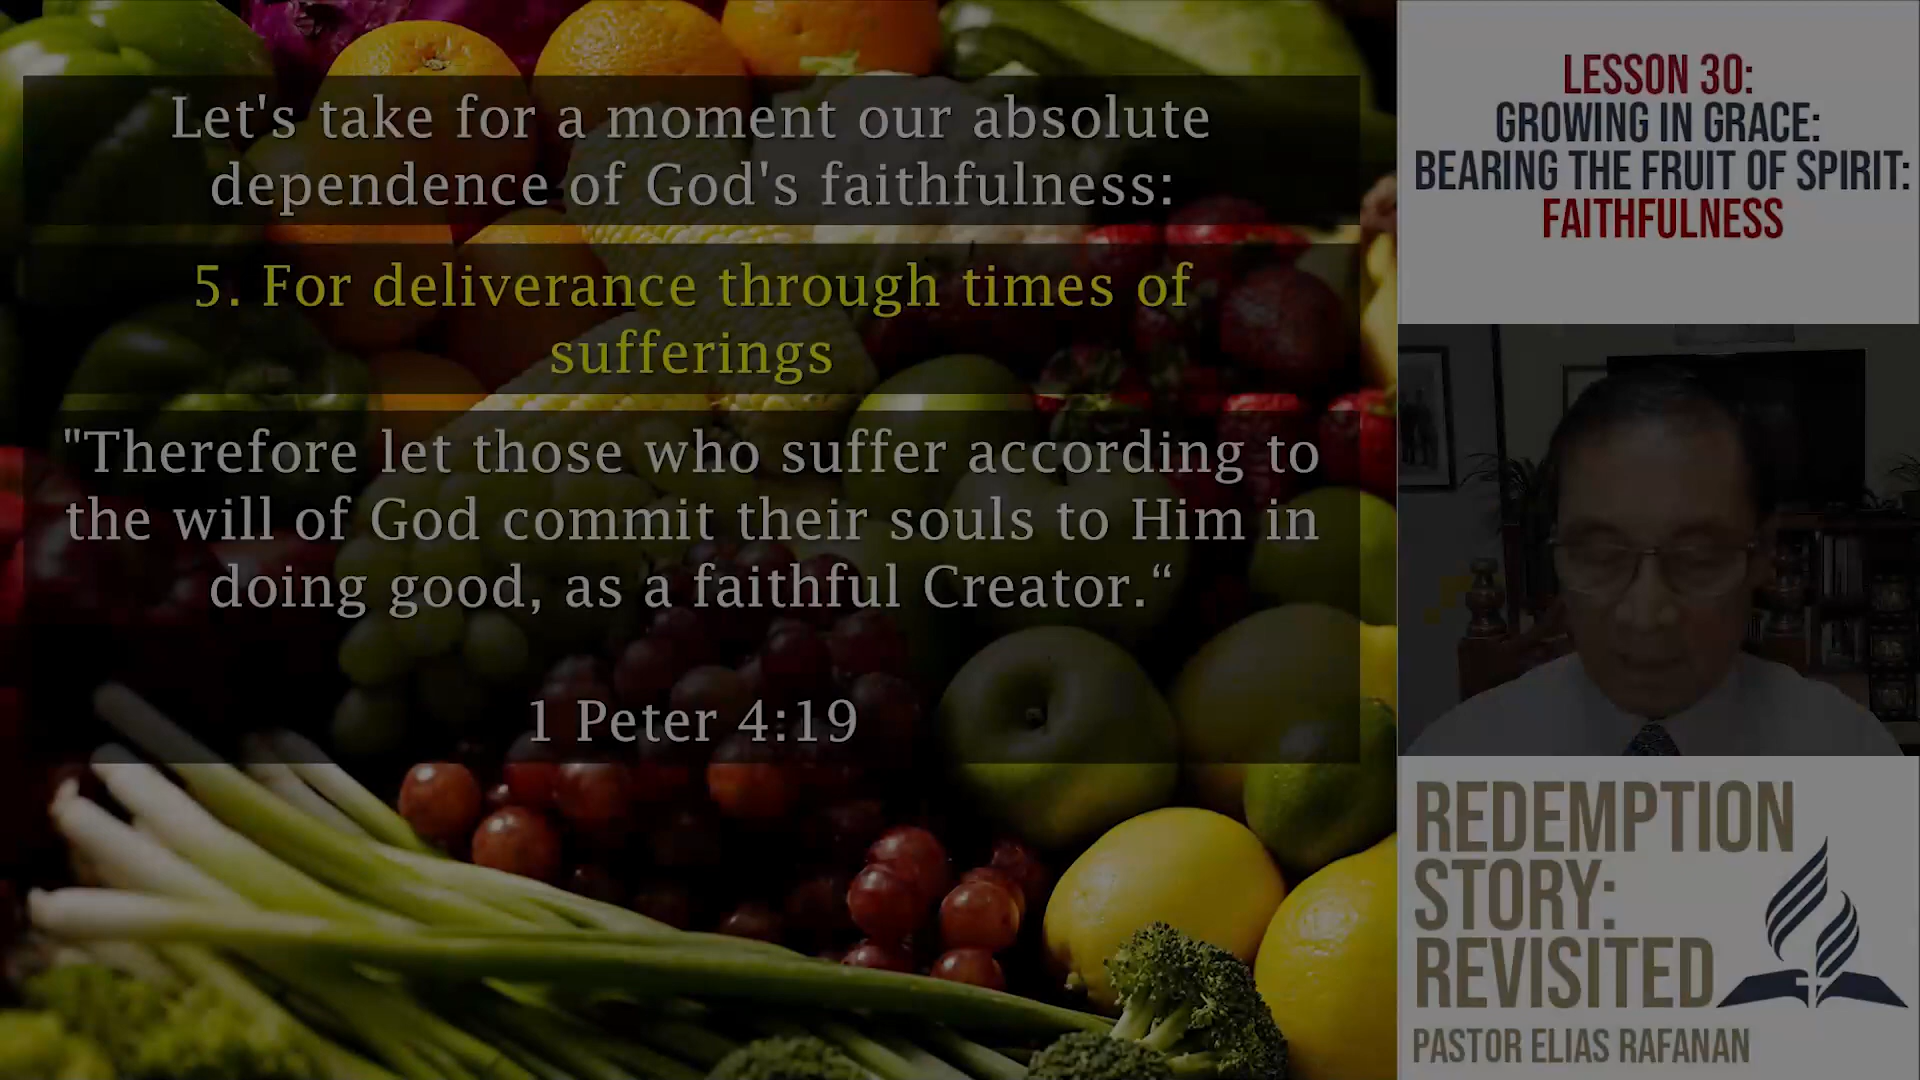 Let's take for a moment our absolute
dependence of God's faithfulness:
5. For deliverance through times of
sufferings
"Therefore let those who suffer according to
the will of God commit their souls to Him in
doing good, as a faithful Creator.“
1 Peter 4:19
LESSON 30:
GROWING IN GRACE:
BEARING THE FRUIT OF SPIRIT:
FAITHFULNESS
REDEMPTION
STORY:
REVISITED
PASTOR ELIAS RAFANAN